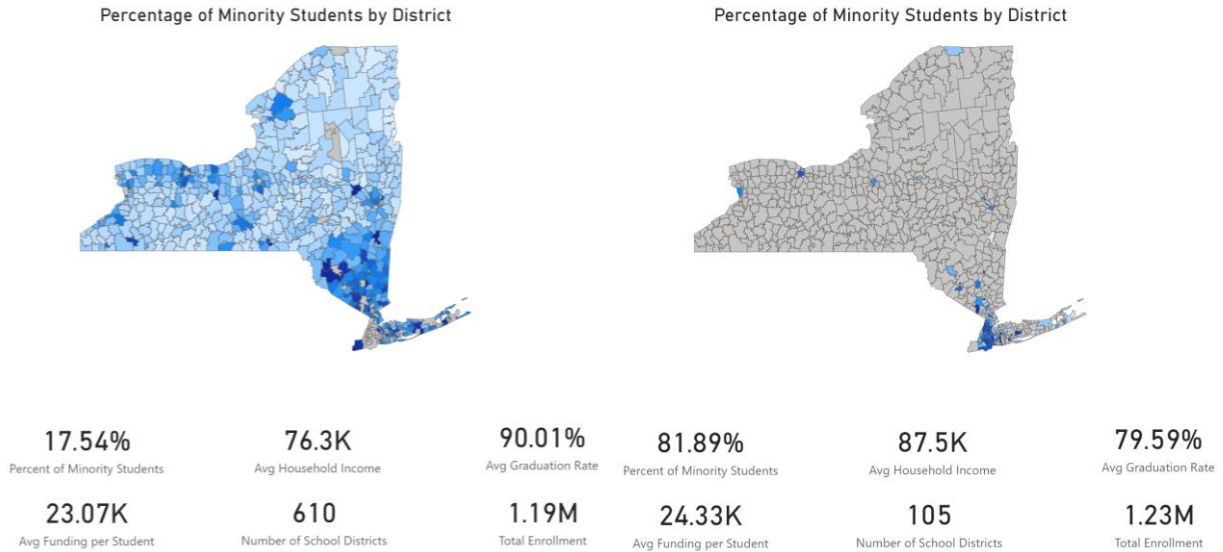 Percentage of Minority Students by District
17.54%
Percent of Minority Students
76.3K
Avg Household Income
90.01%
Avg Graduation Rate
23.07K
Avg Funding per Student
610
Number of School Districts
1.19M
Total Enrollment
Percentage of Minority Students by District
81.89%
Percent of Minority Students
87.5K
Avg Household Income
79.59%
Avg Graduation Rate
24.33K
Avg Funding per Student
105
Number of School Districts
1.23M
Total Enrollment